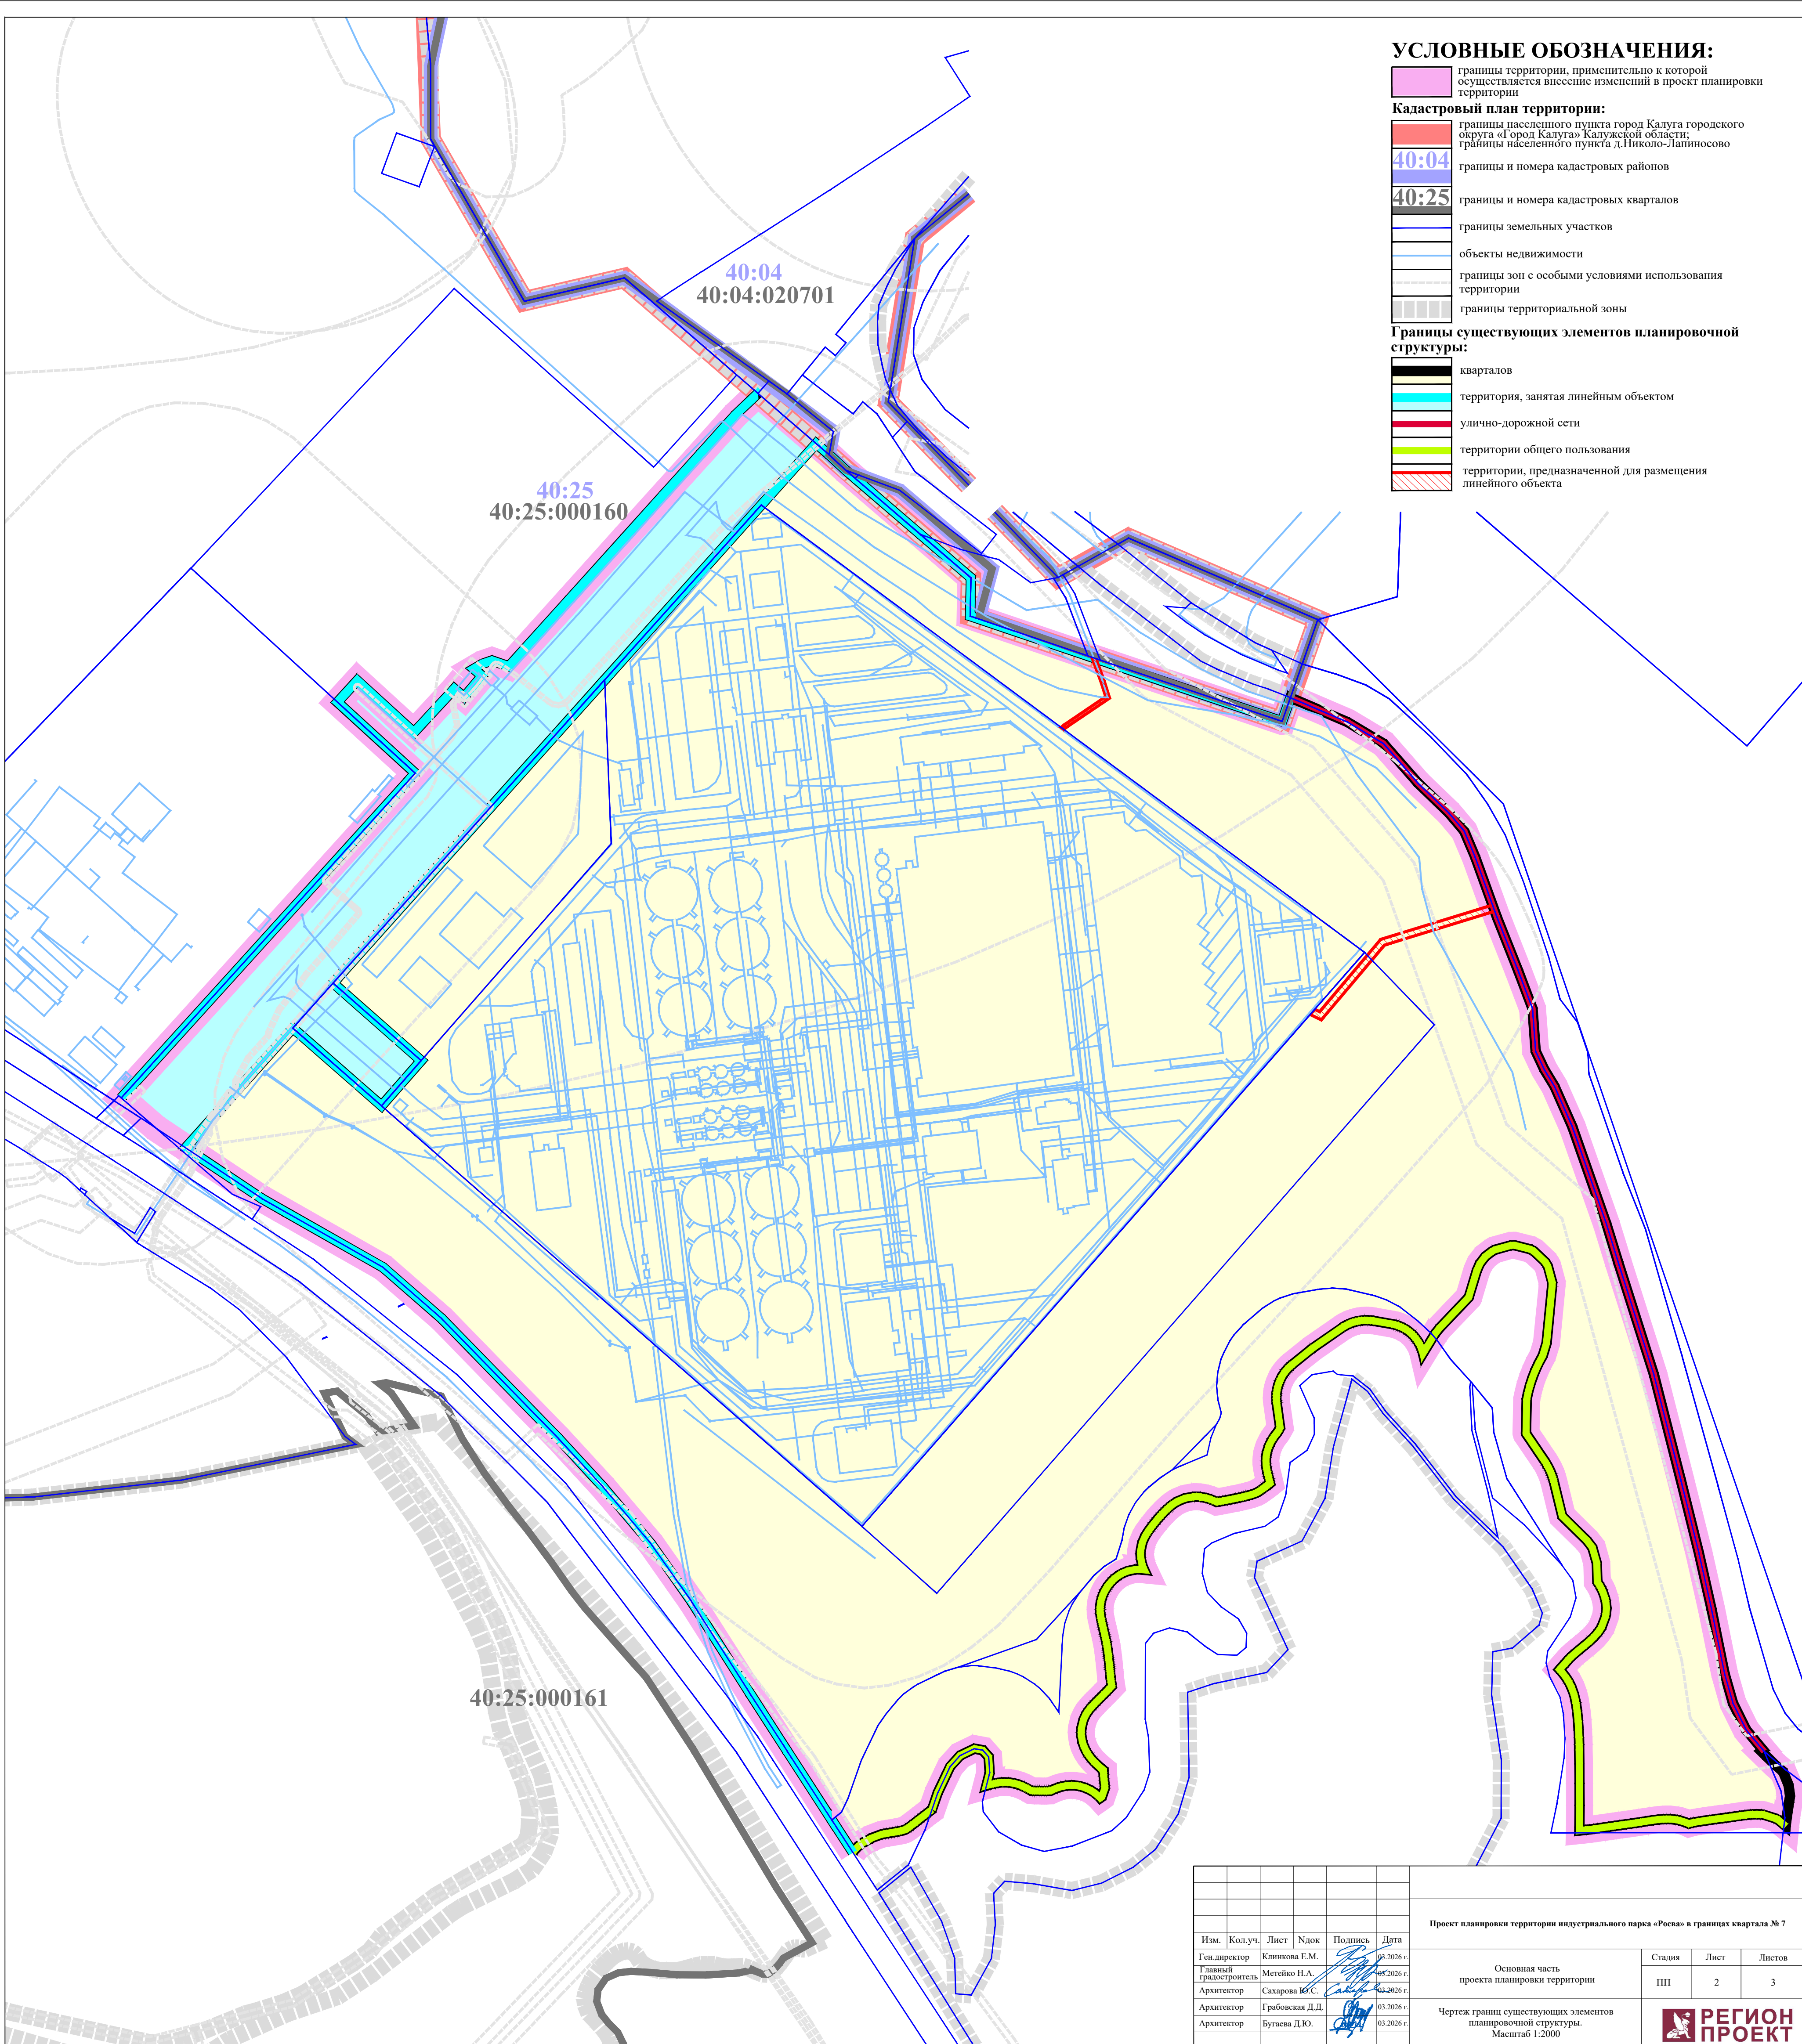 УСЛОВНЫЕ ОБОЗНАЧЕНИЯ:
границы территории, применительно к которой
осуществляется внесение изменений в проект планировки
территории
Кадастровый план территории:
границы населенного пункта город Калуга городского
округа «Город Калуга» Калужской области;
границы населенного пункта д.Николо-Лапиносово
40:04
границы и номера кадастровых районов
40:25
границы и номера кадастровых кварталов
границы земельных участков
объекты недвижимости
границы зон с особыми условиями использования
территории
границы территориальной зоны
Границы существующих элементов планировочной
структуры:
кварталов
территория, занятая линейным объектом
улично-дорожной сети
территории общего пользования
территории, предназначенной для размещения
линейного объекта
40:04
40:04:020701
40:25
40:25:000160
40:25:000161
Проект планировки территории индустриального парка «Росва» в границах квартала № 7
Изм. Кол.уч. Лист Nдок Подпись Дата
Ген.директор Клинкова Е.М. 03.2026 г.
Главный градостроитель Метейко Н.А. 03.2026 г.
Архитектор Сахарова Ю.С. 03.2026 г.
Архитектор Грабовская Д.Д. 03.2026 г.
Архитектор Бугаева Д.Ю. 03.2026 г.
Основная часть
проекта планировки территории
Стадия Лист Листов
ПП 2 3
Чертеж границ существующих элементов
планировочной структуры.
Масштаб 1:2000
РЕГИОН
ПРОЕКТ